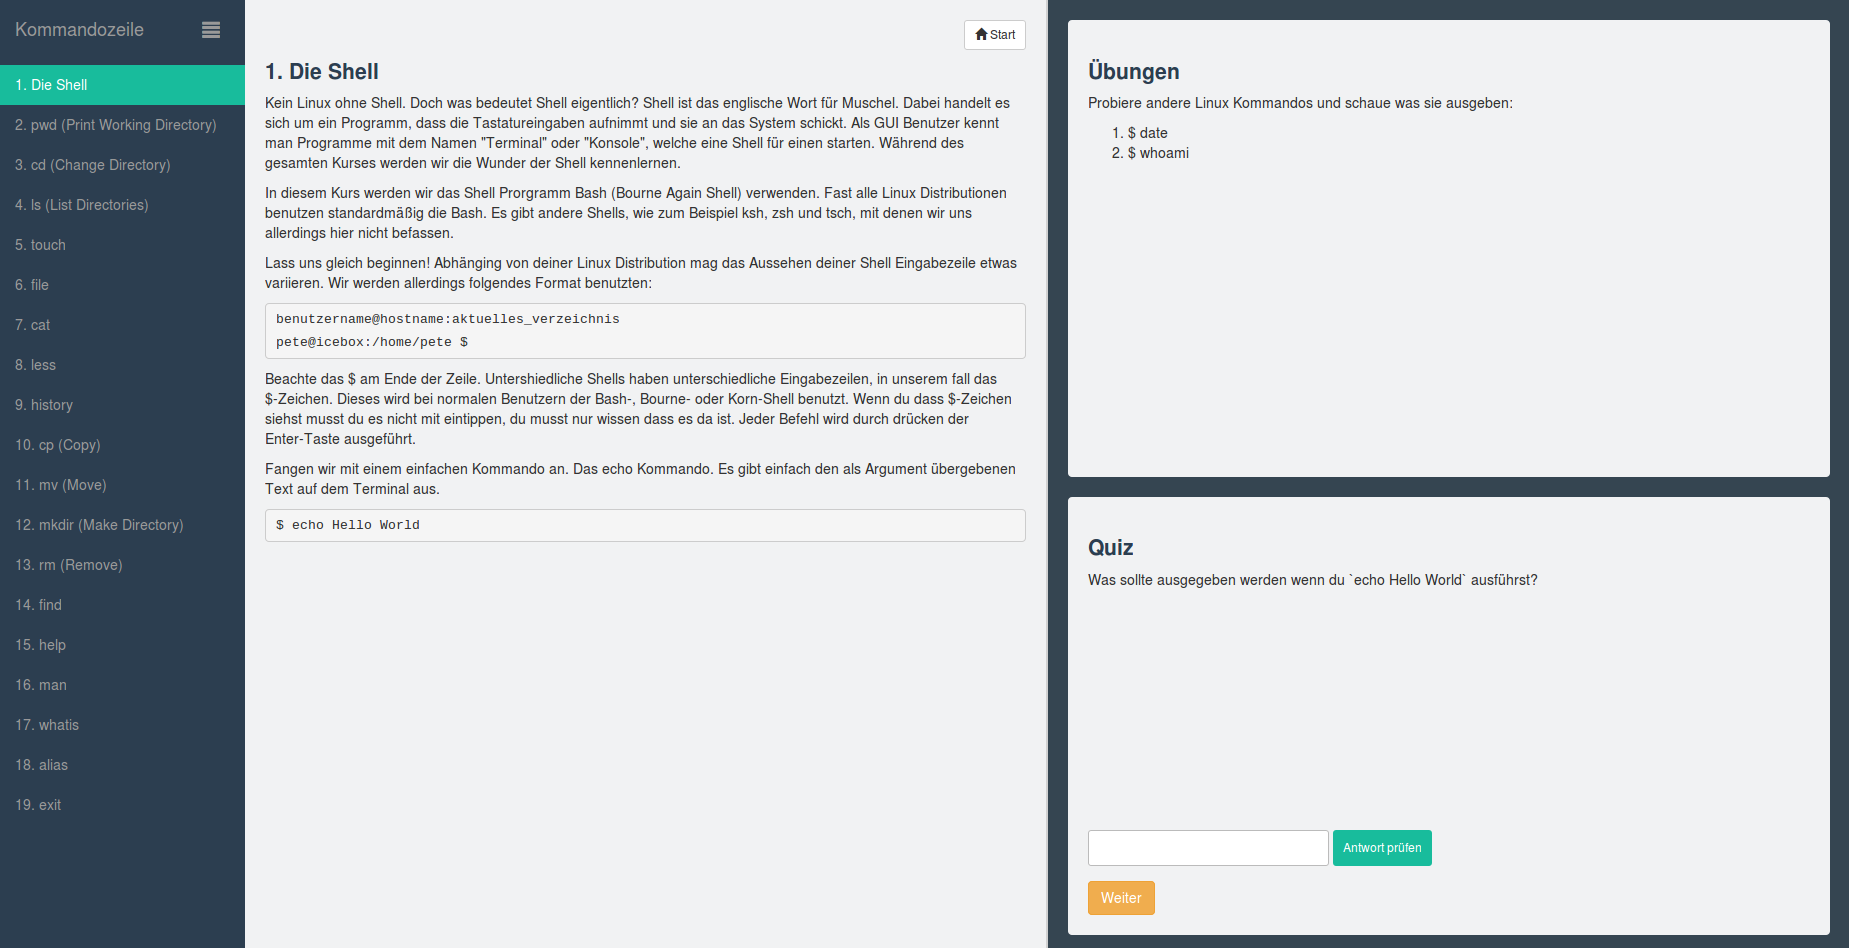 Kommandozeile
1. Die Shell
2. pwd (Print Working Directory)
3. cd (Change Directory)
4. ls (List Directories)
5. touch
6. file
7. cat
8. less
9. history
10. cp (Copy)
11. mv (Move)
12. mkdir (Make Directory)
13. rm (Remove)
14. find
15. help
16. man
17. whatis
18. alias
19. exit
Start
1. Die Shell
Kein Linux ohne Shell. Doch was bedeutet Shell eigentlich? Shell ist das englische Wort für Muschel. Dabei handelt es
sich um ein Programm, dass die Tastatureingaben aufnimmt und sie an das System schickt. Als GUI Benutzer kennt
man Programme mit dem Namen "Terminal" oder "Konsole", welche eine Shell für einen starten. Während des
gesamten Kurses werden wir die Wunder der Shell kennenlernen.
In diesem Kurs werden wir das Shell Prorgramm Bash (Bourne Again Shell) verwenden. Fast alle Linux Distributionen
benutzen standardmäßig die Bash. Es gibt andere Shells, wie zum Beispiel ksh, zsh und tsch, mit denen wir uns
allerdings hier nicht befassen.
Lass uns gleich beginnen! Abhänging von deiner Linux Distribution mag das Aussehen deiner Shell Eingabezeile etwas
variieren. Wir werden allerdings folgendes Format benutzten:
benutzername@hostname:aktuelles_verzeichnis
pete@icebox:/home/pete $
Beachte das $ am Ende der Zeile. Untershiedliche Shells haben unterschiedliche Eingabezeilen, in unserem fall das
$-Zeichen. Dieses wird bei normalen Benutzern der Bash-, Bourne- oder Korn-Shell benutzt. Wenn du dass $-Zeichen
siehst musst du es nicht mit eintippen, du musst nur wissen dass es da ist. Jeder Befehl wird durch drücken der
Enter-Taste ausgeführt.
Fangen wir mit einem einfachen Kommando an. Das echo Kommando. Es gibt einfach den als Argument übergebenen
Text auf dem Terminal aus.
$ echo Hello World
Übungen
Probiere andere Linux Kommandos und schaue was sie ausgeben:
1. $ date
2. $ whoami
Quiz
Was sollte ausgegeben werden wenn du `echo Hello World` ausführst?
Antwort prüfen
Weiter